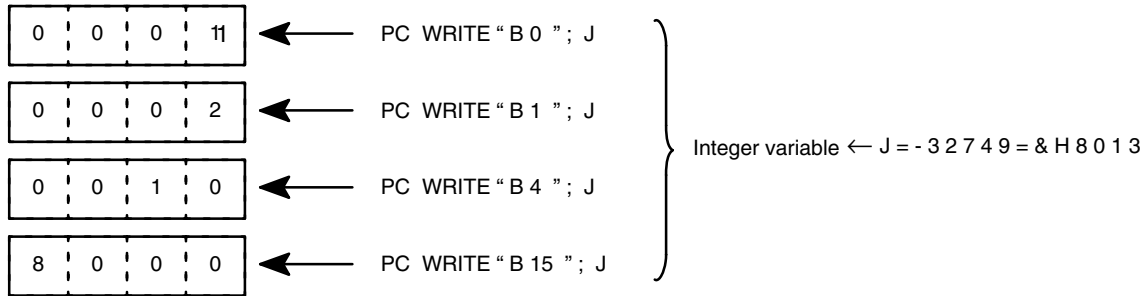 0 0 0 11 PC WRITE “ B 0 ” ; J
0 0 0 2 PC WRITE “ B 1 ” ; J
Integer variable ← J = - 3 2 7 4 9 = & H 8 0 1 3
0 0 1 0 PC WRITE “ B 4 ” ; J
8 0 0 0 PC WRITE “ B 15 ” ; J